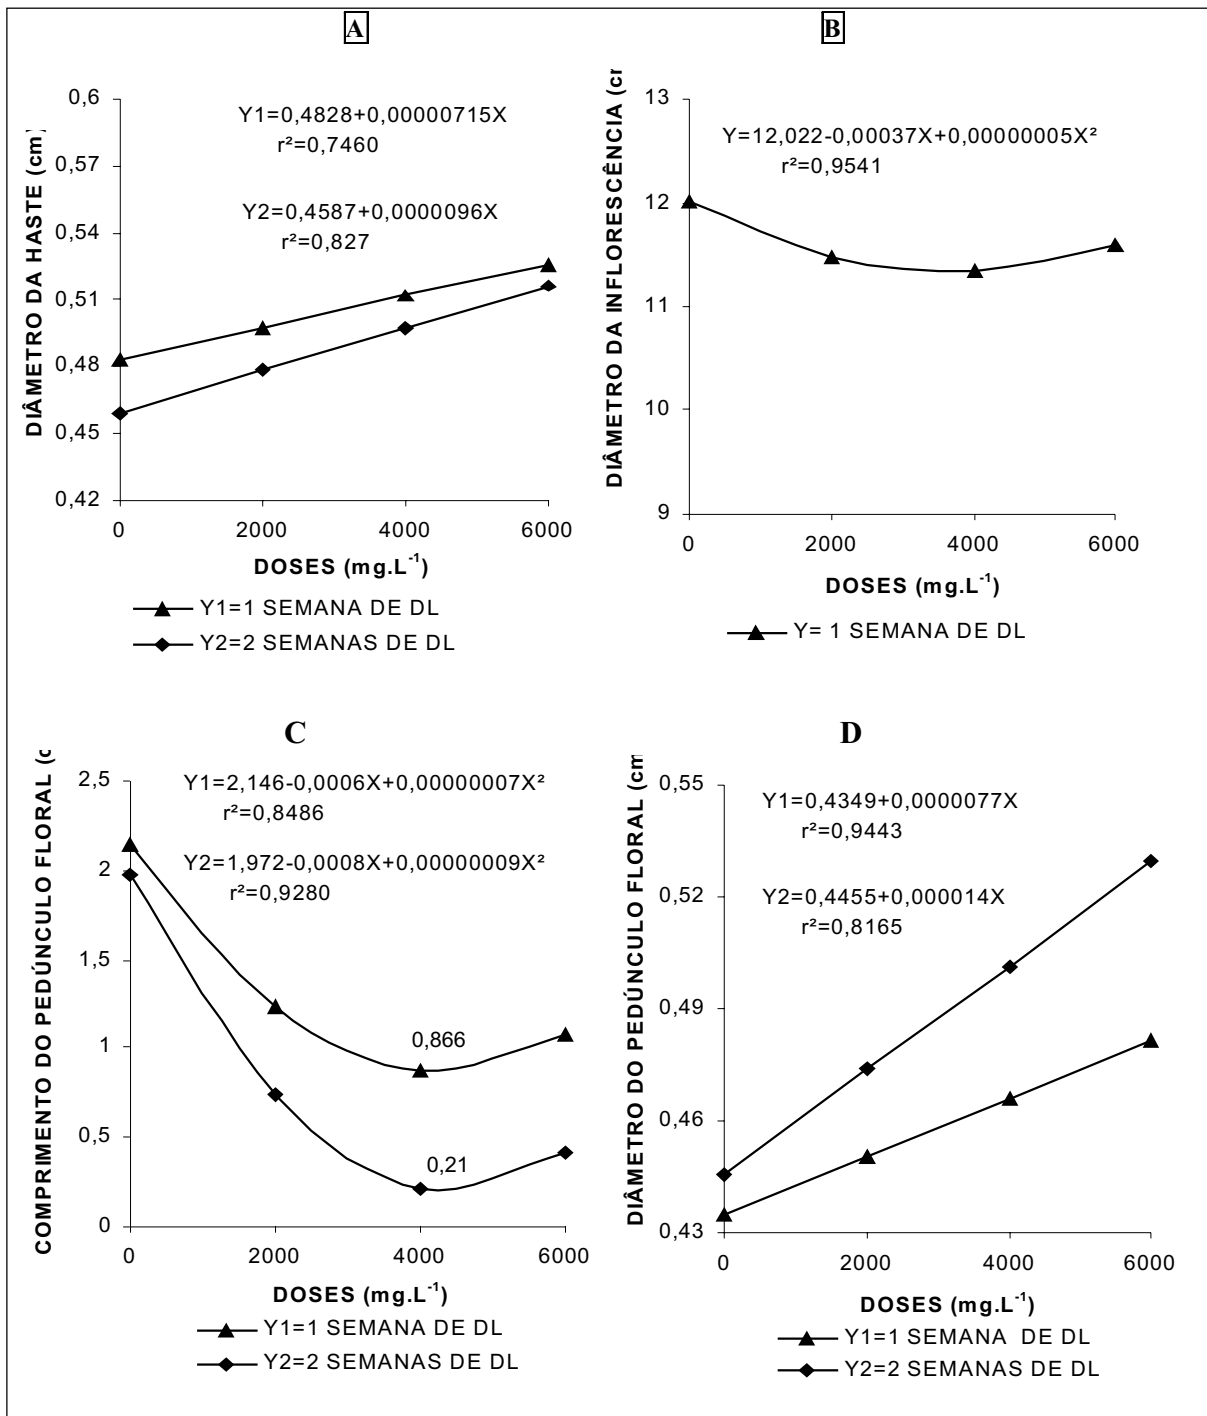 A
DIÂMETRO DA HASTE (cm)
0,6
0,57
0,54
0,51
0,48
0,45
0,42
Y1=0,4828+0,00000715X
r²=0,7460
Y2=0,4587+0,0000096X
r²=0,827
0 2000 4000 6000
DOSES (mg.L⁻¹)
Y1=1 SEMANA DE DL
Y2=2 SEMANAS DE DL
B
DIÂMETRO DA INFLORESCÊNCIA (cr
13
12
11
10
9
Y=12,022-0,00037X+0,00000005X²
r²=0,9541
0 2000 4000 6000
DOSES (mg.L⁻¹)
Y= 1 SEMANA DE DL
C
COMPRIMENTO DO PEDÚNCULO FLORAL (c
2,5
2
1,5
1
0,5
0
Y1=2,146-0,0006X+0,00000007X²
r²=0,8486
Y2=1,972-0,0008X+0,00000009X²
r²=0,9280
0,866
0,21
0 2000 4000 6000
DOSES (mg.L⁻¹)
Y1=1 SEMANA DE DL
Y2=2 SEMANAS DE DL
D
DIÂMETRO DO PEDÚNCULO FLORAL (cm
0,55
0,52
0,49
0,46
0,43
Y1=0,4349+0,0000077X
r²=0,9443
Y2=0,4455+0,000014X
r²=0,8165
0 2000 4000 6000
DOSES (mg.L⁻¹)
Y1=1 SEMANA DE DL
Y2=2 SEMANAS DE DL